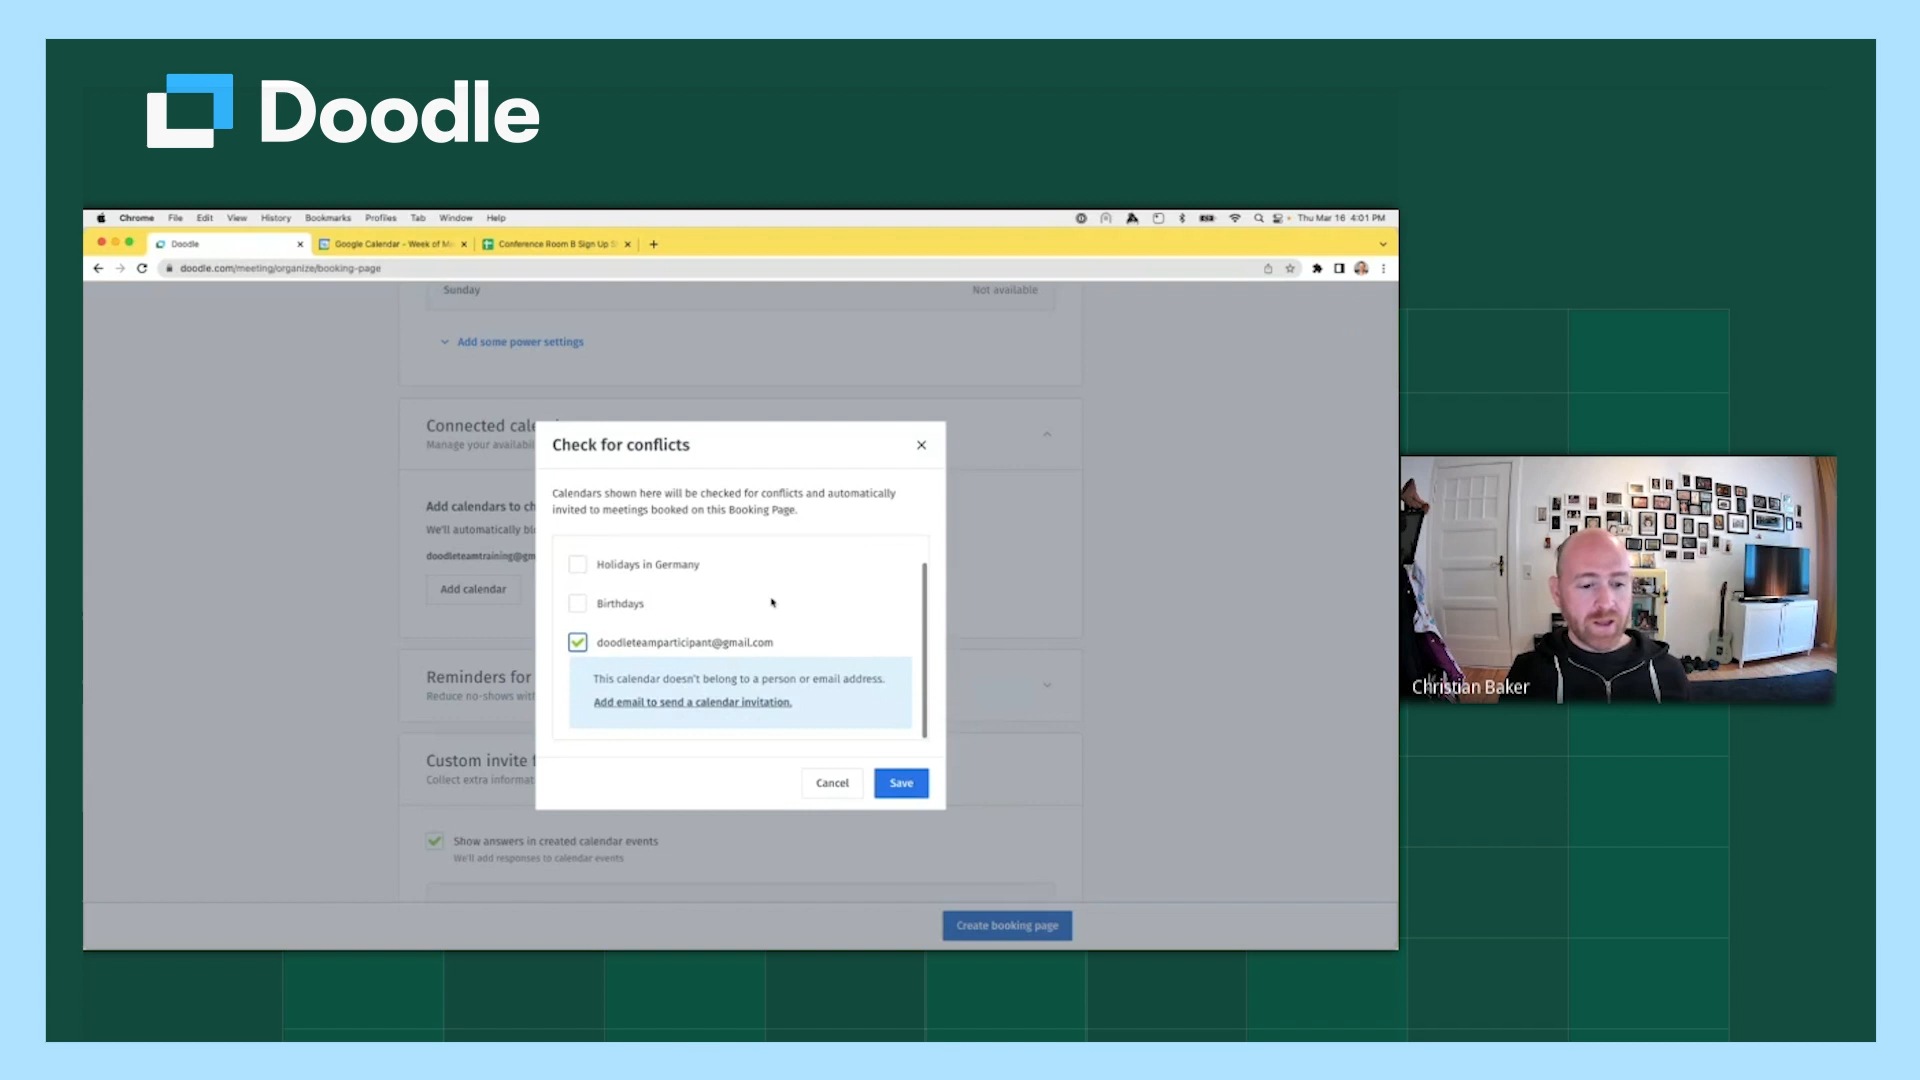 Doodle
Chrome File Edit View History Bookmarks Profiles Tab Window Help
Thu Mar 16 4:01 PM
Doodle
Google Calendar - Week of M
Conference Room B Sign Up S
doodle.com/meeting/organize/booking-page
Sunday
Not available
Add some power settings
Connected cale
Manage your availabil
Add calendars to ch
We'll automatically bl
doodleteamtraining@gm
Add calendar
Check for conflicts
Calendars shown here will be checked for conflicts and automatically
invited to meetings booked on this Booking Page.
Holidays in Germany
Birthdays
doodleteamparticipant@gmail.com
This calendar doesn't belong to a person or email address.
Add email to send a calendar invitation.
Cancel
Save
Reminders for
Reduce no-shows wit
Custom invite f
Collect extra informat
Show answers in created calendar events
We'll add responses to calendar events
Create booking page
Christian Baker